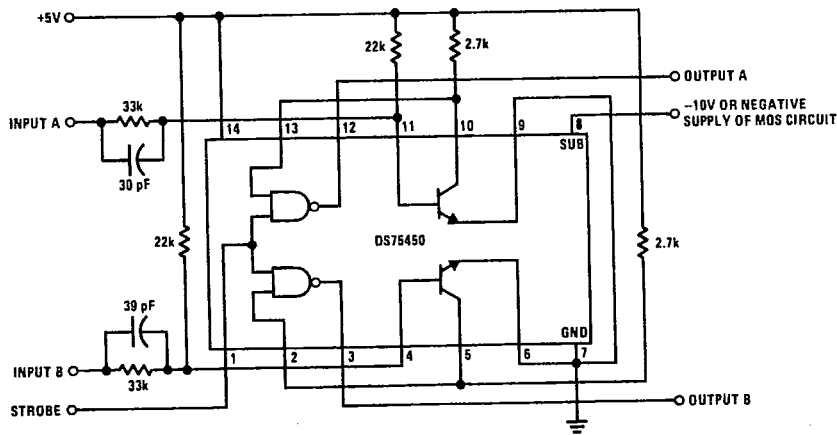 +5V
22k
2.7k
OUTPUT A
33k
INPUT A
-10V OR NEGATIVE
SUPPLY OF MOS CIRCUIT
14
13
12
11
10
9
8
SUB
30 pF
22k
DS75450
2.7k
39 pF
GND
1
2
3
4
5
6
7
INPUT B
33k
OUTPUT B
STROBE